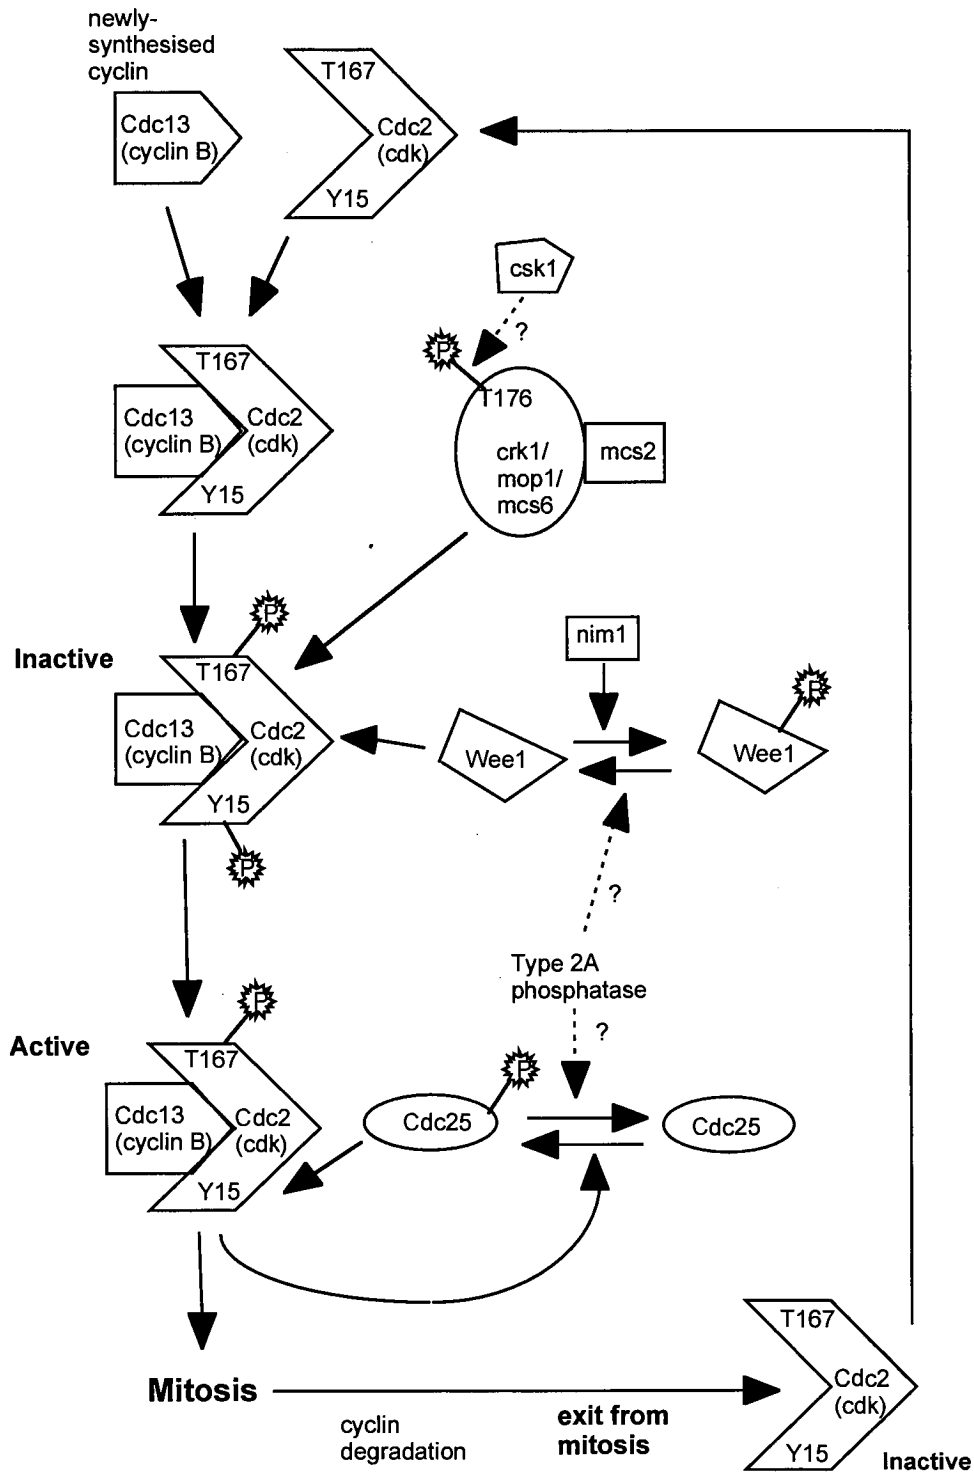 newly-
synthesised
cyclin
T167
Cdc13
(cyclin B)
Cdc2
(cdk)
Y15
csk1
?
P
T167
T176
Cdc13
(cyclin B)
Cdc2
(cdk)
crk1/
mop1/
mcs6
mcs2
Y15
P
nim1
Inactive
T167
P
Cdc13
(cyclin B)
Cdc2
(cdk)
Wee1
Wee1
Y15
P
?
Type 2A
phosphatase
P
?
Active
T167
P
Cdc13
(cyclin B)
Cdc2
(cdk)
Cdc25
Cdc25
Y15
T167
Mitosis
Cdc2
(cdk)
cyclin
degradation
exit from
mitosis
Y15
Inactive